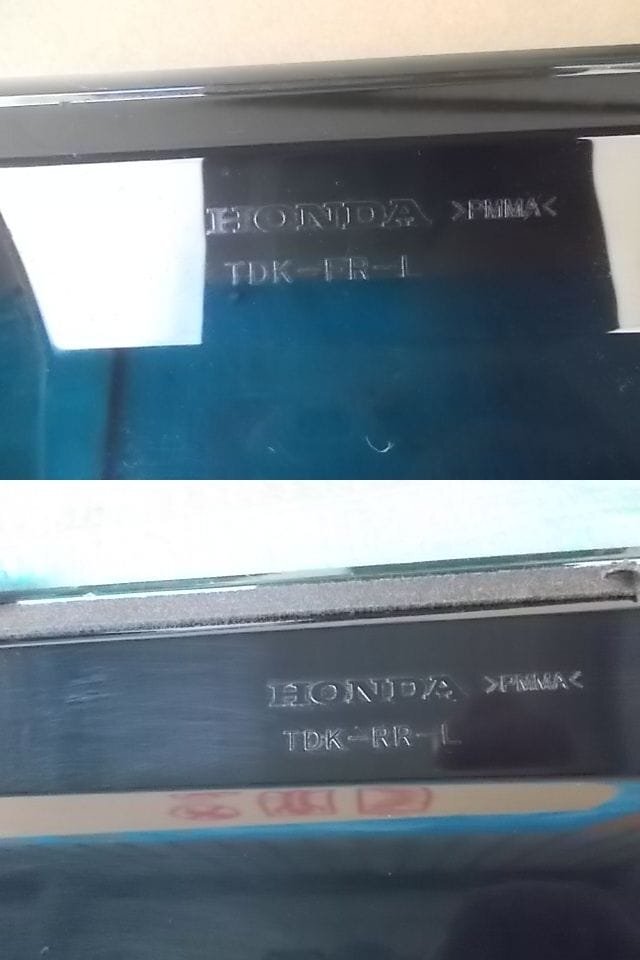 HONDA >PMMA<
TDK-FR-L
HONDA >PMMA<
TDK-RR-L